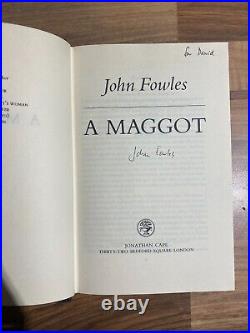 for David
John Fowles
A MAGGOT
John Fowles
JONATHAN CAPE
THIRTY-TWO BEDFORD SQUARE LONDON